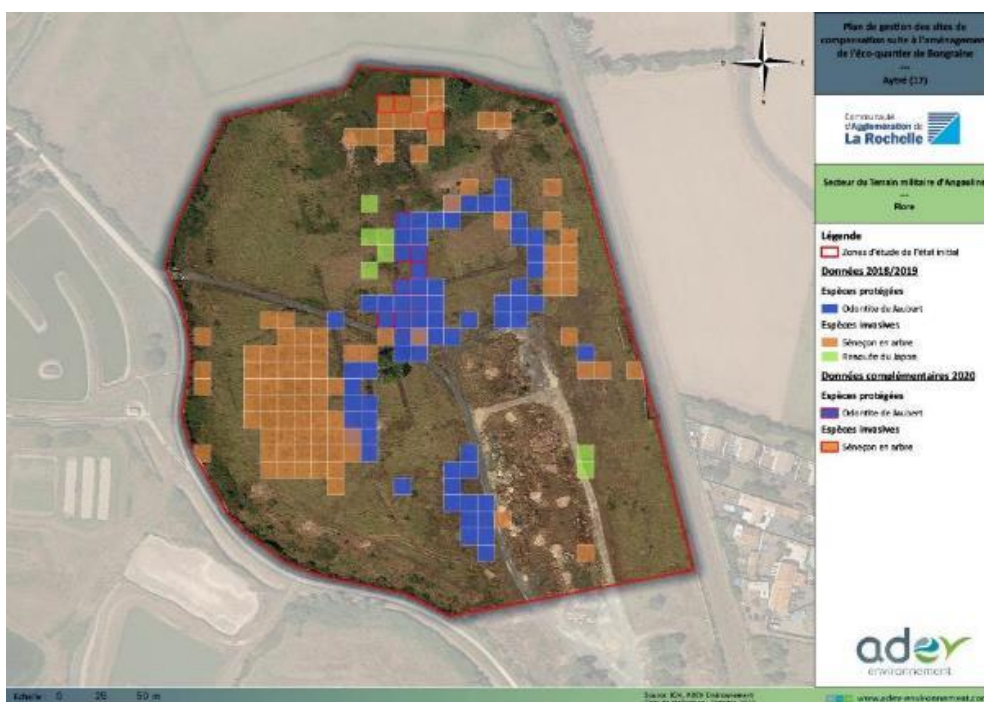 Plan de gestion des sites de
compensation suite à l'aménagement
de l'éco-quartier de Bongraine
---
Aytré (17)
Communauté
d'Agglomération de
La Rochelle
Secteur du Terrain militaire d'Angoulins
---
Flore
Légende
Zones d'étude de l'état initial
Données 2018/2019
Espèces protégées
Odontite de Jaubert
Espèces invasives
Séneçon en arbre
Renouée du Japon
Données complémentaires 2020
Espèces protégées
Odontite de Jaubert
Espèces invasives
Séneçon en arbre
adev
environnement
Echelle 0 25 50 m
Source: IGN, ADEV Environnement
www.adev-environnement.com